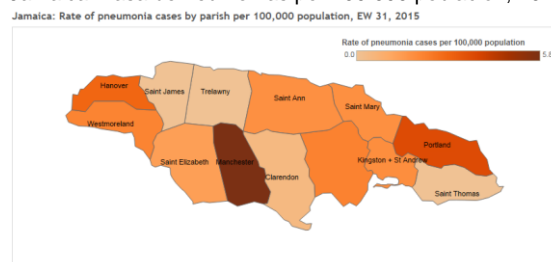 Jamaica: Rate of pneumonia cases by parish per 100,000 population, EW 31, 2015
Rate of pneumonia cases per 100,000 population
0.0 5.8
Hanover
Saint James
Trelawny
Saint Ann
Saint Mary
Westmoreland
Portland
Saint Elizabeth
Manchester
Kingston + St Andrew
Clarendon
Saint Thomas